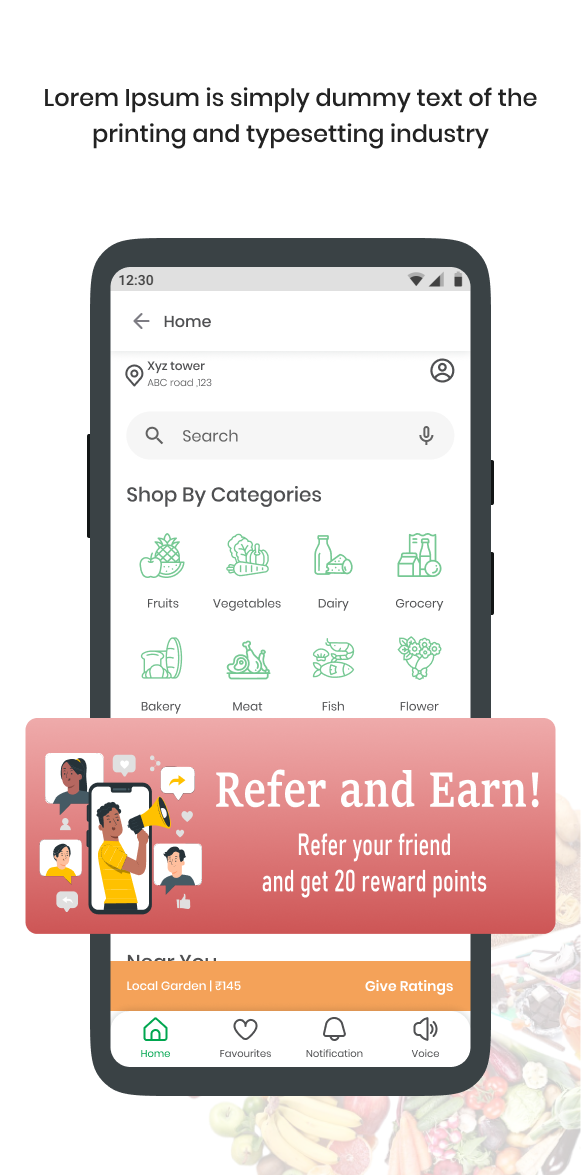 Lorem Ipsum is simply dummy text of the
printing and typesetting industry
12:30
Home
Xyz tower
ABC road ,123
Search
Shop By Categories
Fruits
Vegetables
Dairy
Grocery
Bakery
Meat
Fish
Flower
Refer and Earn!
Refer your friend
and get 20 reward points
Near You
Local Garden | ₹145
Give Ratings
Home
Favourites
Notification
Voice